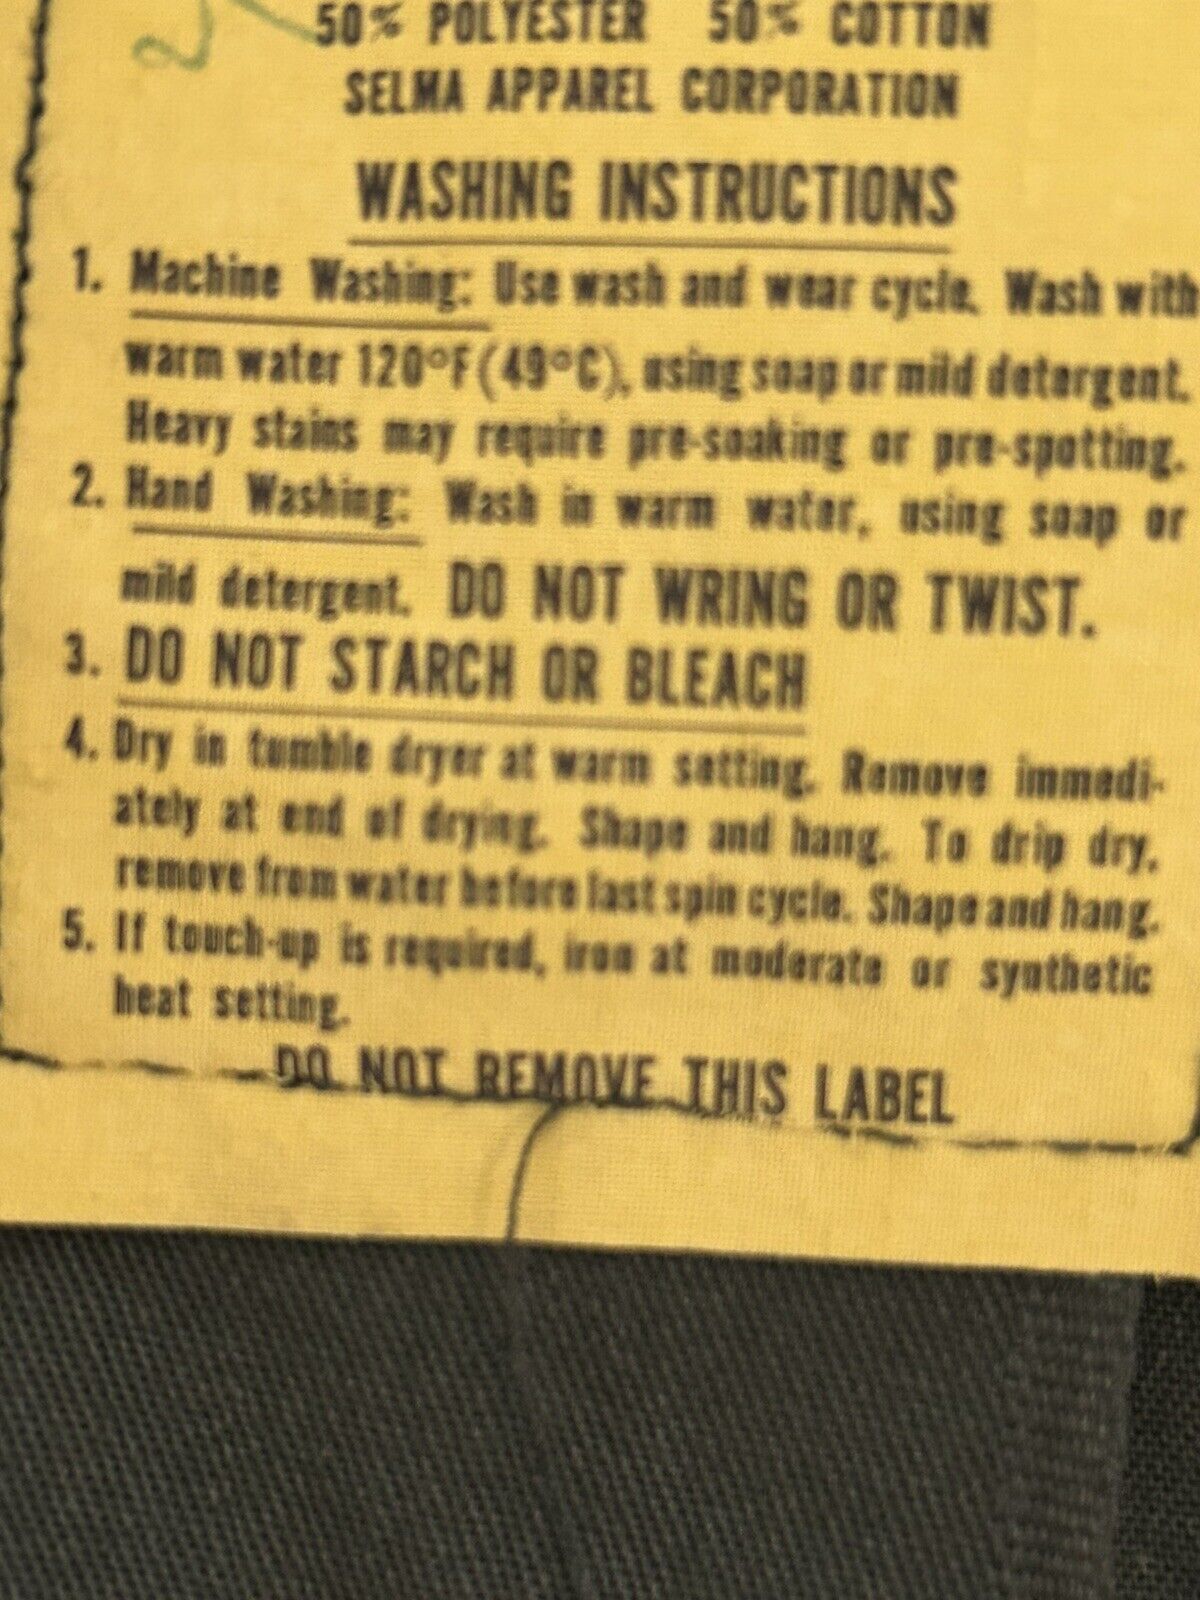 50% POLYESTER 50% COTTON
SELMA APPAREL CORPORATION
WASHING INSTRUCTIONS
1. Machine Washing: Use wash and wear cycle. Wash with
warm water 120°F (49°C), using soap or mild detergent.
Heavy stains may require pre-soaking or pre-spotting.
2. Hand Washing: Wash in warm water, using soap or
mild detergent. DO NOT WRING OR TWIST.
3. DO NOT STARCH OR BLEACH
4. Dry in tumble dryer at warm setting. Remove immedi-
ately at end of drying. Shape and hang. To drip dry,
remove from water before last spin cycle. Shape and hang.
5. If touch-up is required, iron at moderate or synthetic
heat setting.
DO NOT REMOVE THIS LABEL